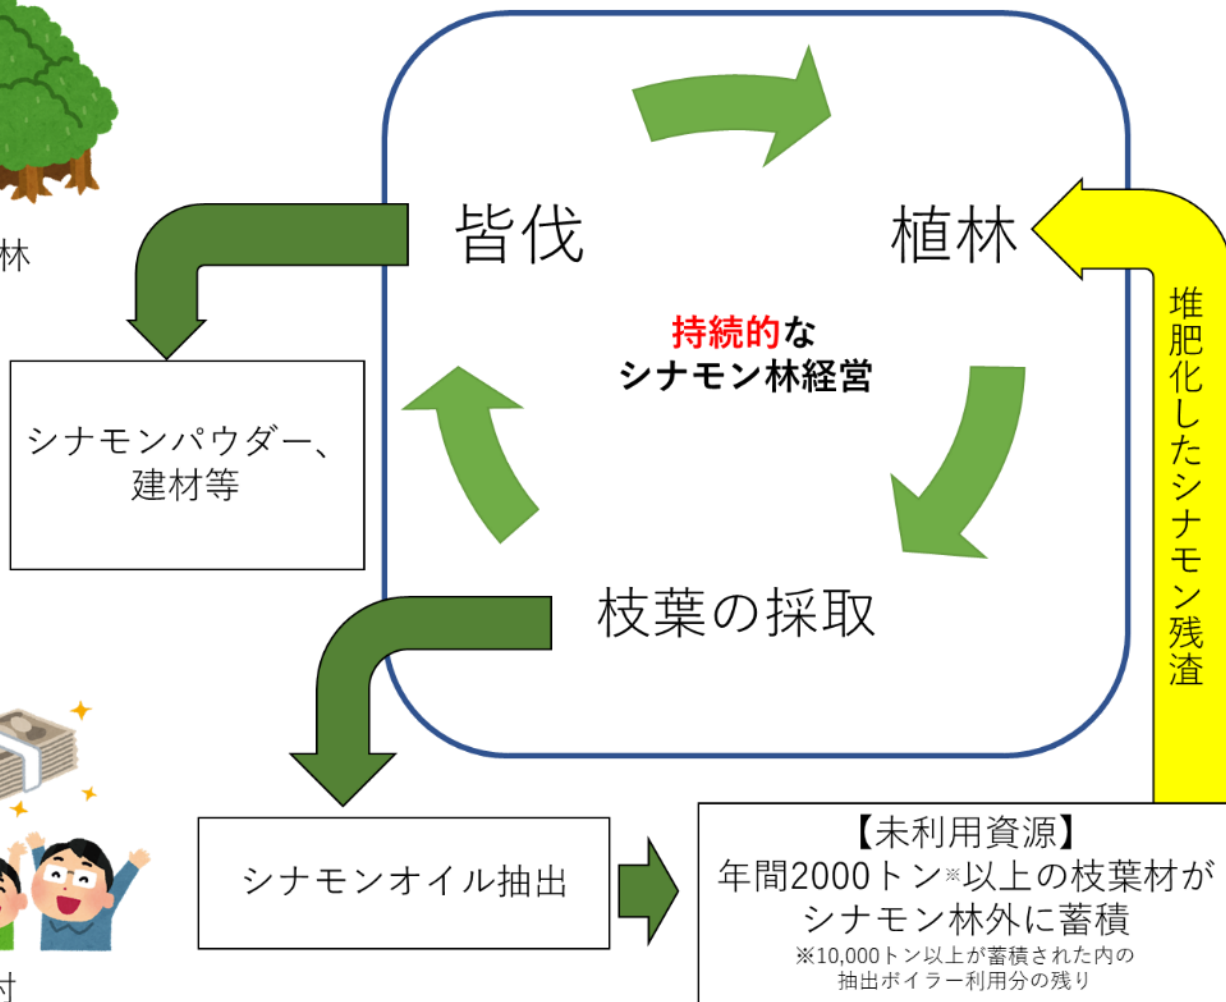 皆伐
植林
林
持続的な
シナモン林経営
堆肥化したシナモン残渣
シナモンパウダー、
建材等
枝葉の採取
シナモンオイル抽出
【未利用資源】
年間2000トン※以上の枝葉材が
シナモン林外に蓄積
※10,000トン以上が蓄積された内の
抽出ボイラー利用分の残り
村